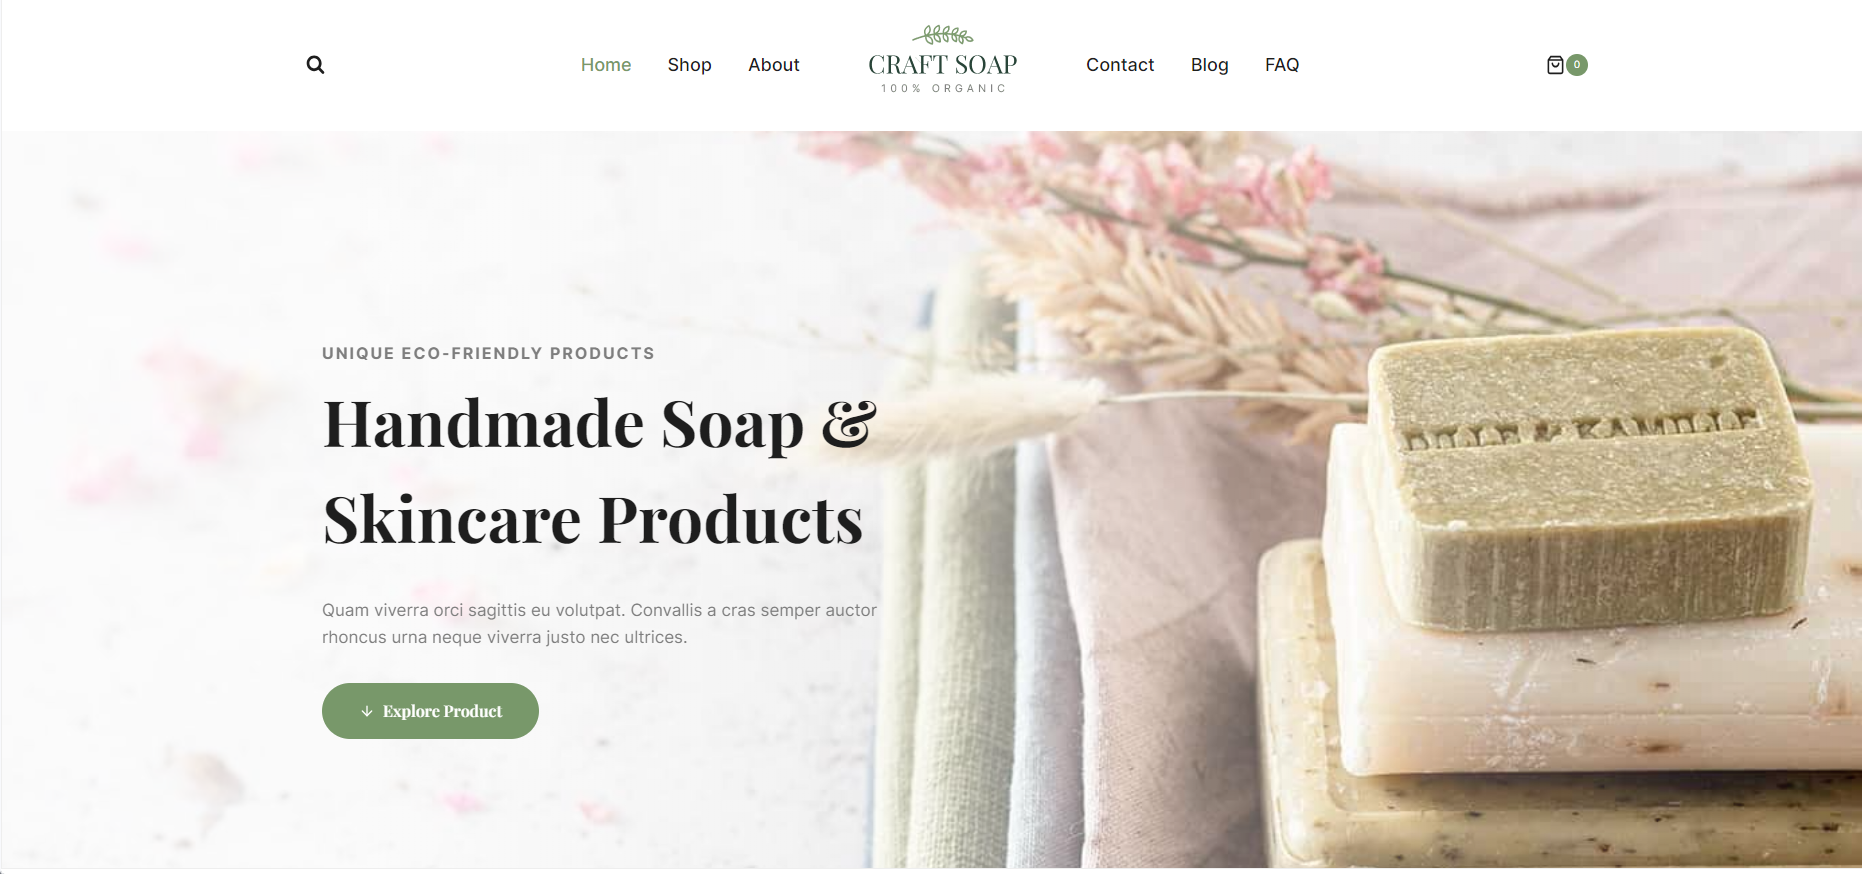 Home Shop About
CRAFT SOAP
100% ORGANIC
Contact Blog FAQ
0
UNIQUE ECO-FRIENDLY PRODUCTS
Handmade Soap &
Skincare Products
Quam viverra orci sagittis eu volutpat. Convallis a cras semper auctor
rhoncus urna neque viverra justo nec ultrices.
Explore Product
DILLE & KAMILLE